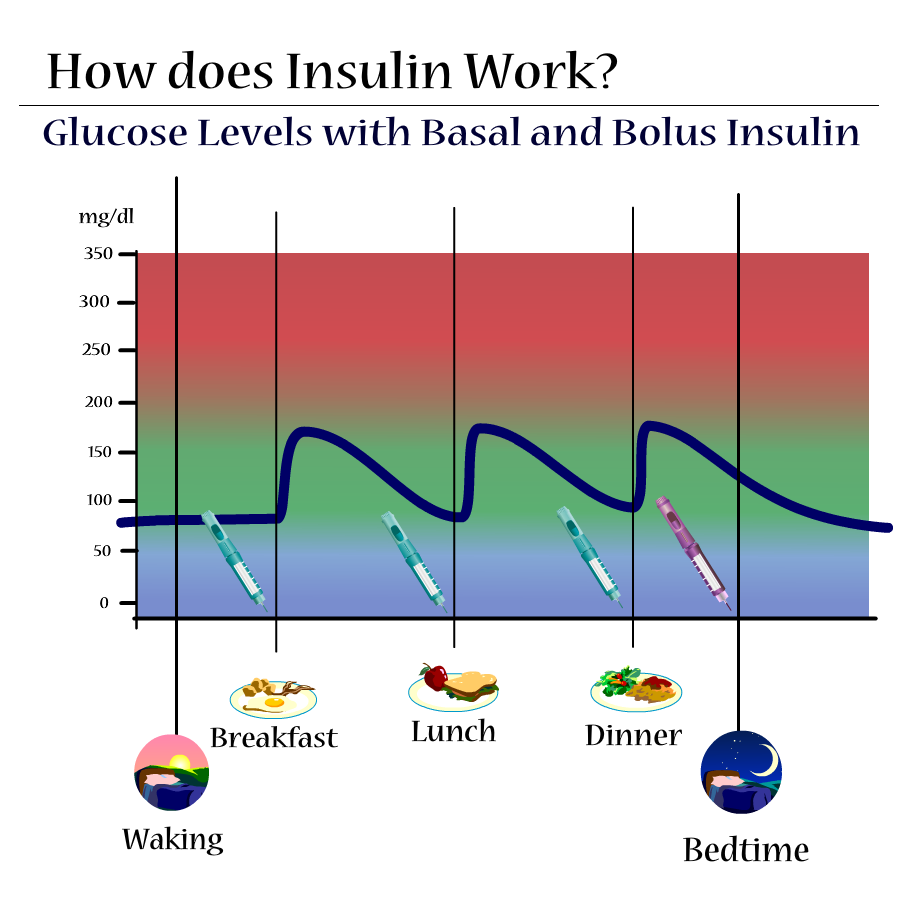 How does Insulin Work?
Glucose Levels with Basal and Bolus Insulin
mg/dl
350
300
250
200
150
100
50
0
Breakfast
Lunch
Dinner
Waking
Bedtime